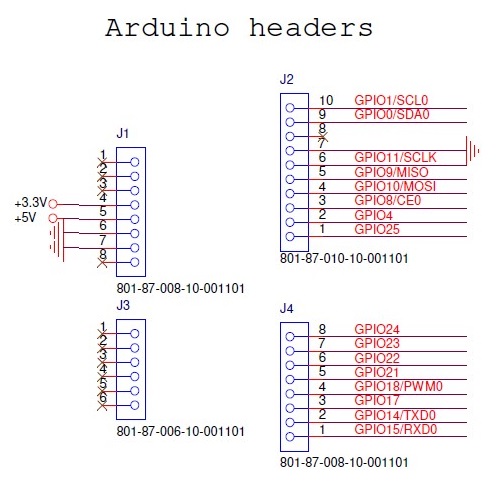 Arduino headers
J1
1
2
3
+3.3V 4
+5V 5
6
7
8
801-87-008-10-001101
J2
10 GPIO1/SCL0
9 GPIO0/SDA0
8
7
6 GPIO11/SCLK
5 GPIO9/MISO
4 GPIO10/MOSI
3 GPIO8/CE0
2 GPIO4
1 GPIO25
801-87-010-10-001101
J3
1
2
3
4
5
6
801-87-006-10-001101
J4
8 GPIO24
7 GPIO23
6 GPIO22
5 GPIO21
4 GPIO18/PWM0
3 GPIO17
2 GPIO14/TXD0
1 GPIO15/RXD0
801-87-008-10-001101